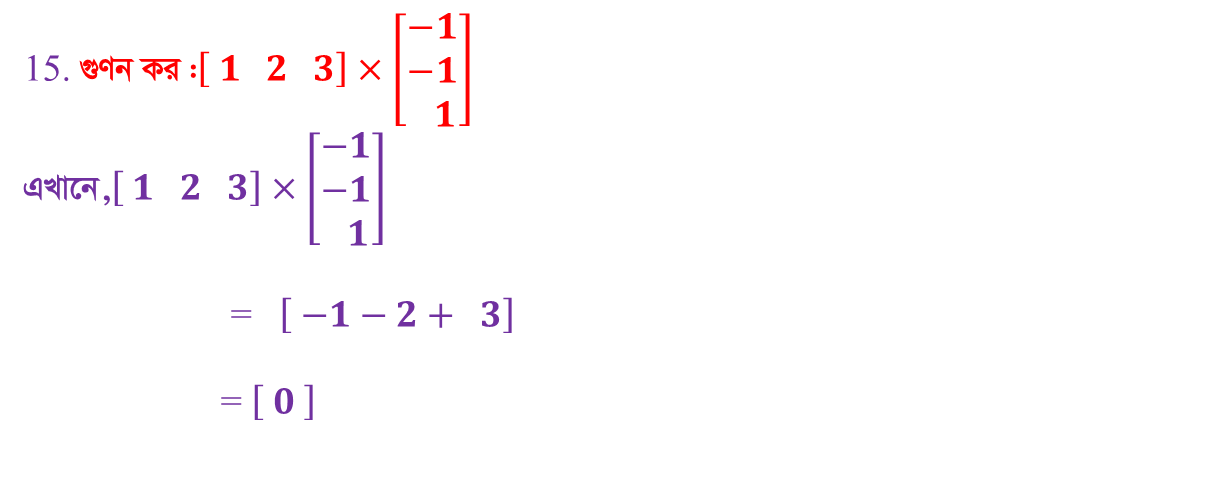 15. গুণন কর :[ 1 2 3] × [−1 −1 1]
এখানে,[ 1 2 3] × [−1 −1 1]
= [ −1 − 2 + 3]
= [ 0 ]